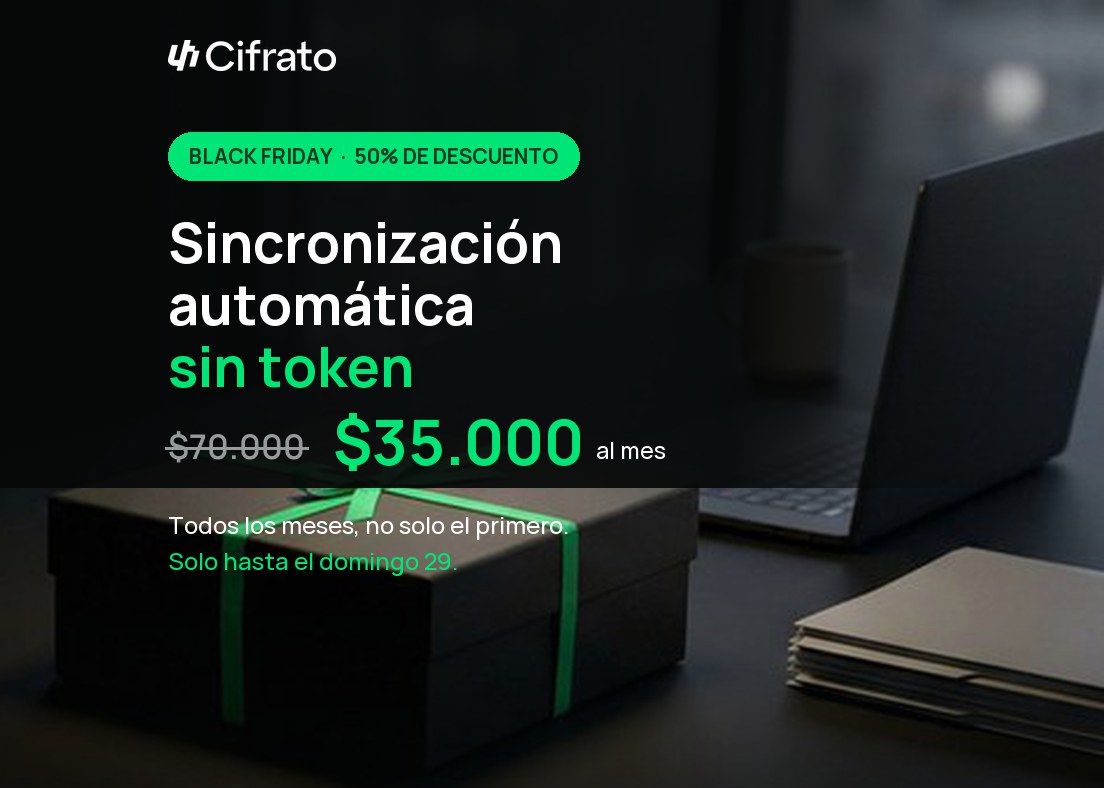 Cifrato
BLACK FRIDAY · 50% DE DESCUENTO
Sincronización
automática
sin token
$70.000 $35.000 al mes
Todos los meses, no solo el primero.
Solo hasta el domingo 29.